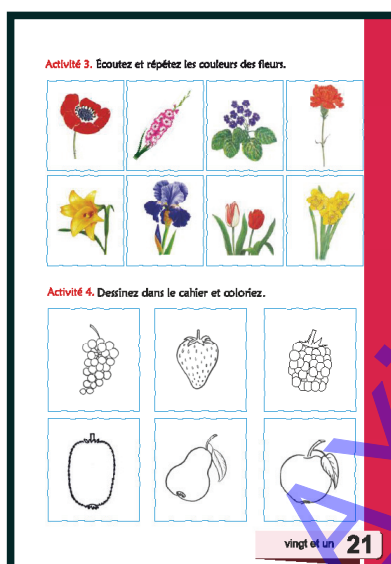 Activité 3. Écoutez et répétez les couleurs des fleurs.
Activité 4. Dessinez dans le cahier et coloriez.
vingt et un 21